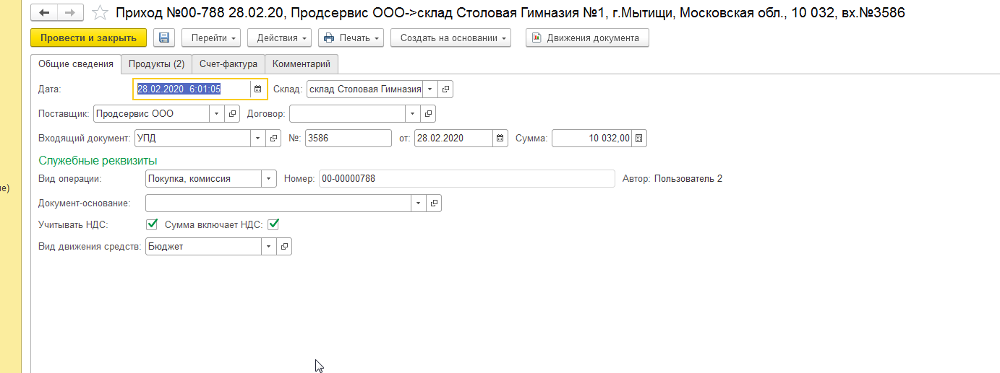 Приход №00-788 28.02.20, Продсервис ООО->склад Столовая Гимназия №1, г.Мытищи, Московская обл., 10 032, вх.№3586
Провести и закрыть Перейти Действия Печать Создать на основании Движения документа
Общие сведения Продукты (2) Счет-фактура Комментарий
Дата: 28.02.2020 6:01:05 Склад: склад Столовая Гимназия
Поставщик: Продсервис ООО Договор:
Входящий документ: УПД №: 3586 от: 28.02.2020 Сумма: 10 032,00
Служебные реквизиты
Вид операции: Покупка, комиссия Номер: 00-00000788 Автор: Пользователь 2
ие)
Документ-основание:
Учитывать НДС: Сумма включает НДС:
Вид движения средств: Бюджет